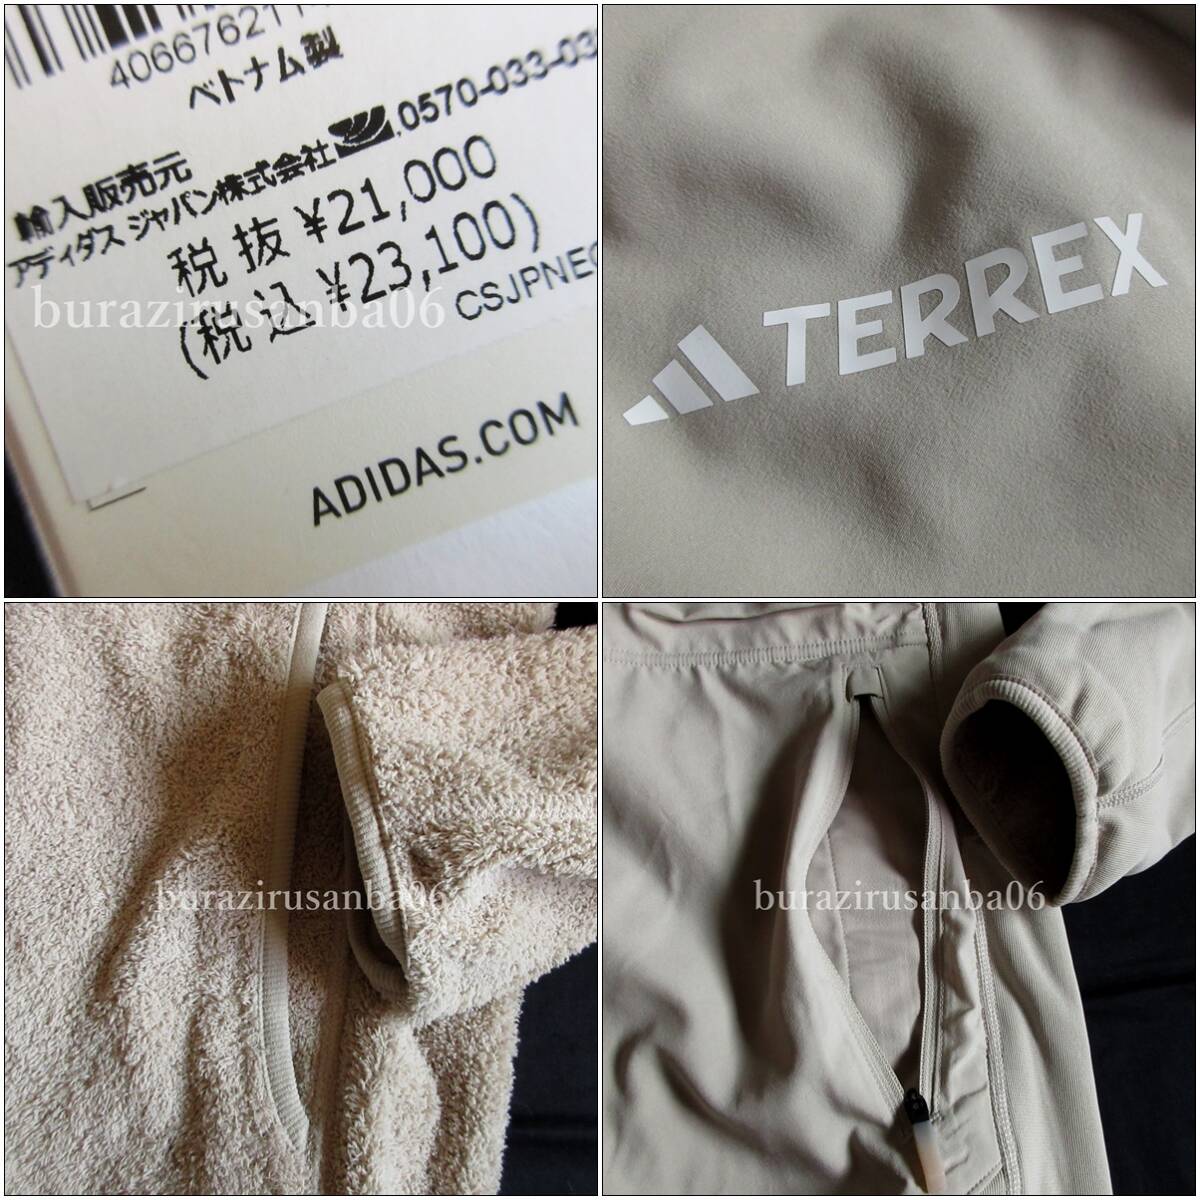 ベトナム製
輸入販売元
アディダス ジャパン株式会社 0570-033-03
税抜 ¥21,000
(税込 ¥23,100)
CSJPNEO
ADIDAS.COM
burazirusanba06
TERREX
burazirusanba06
burazirusanba06